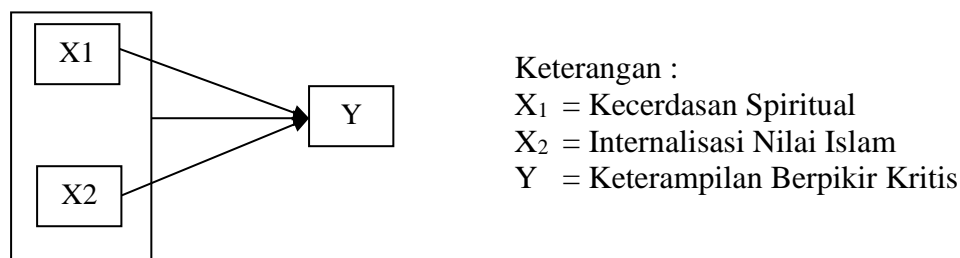 X1
X2
Y
Keterangan :
X₁ = Kecerdasan Spiritual
X₂ = Internalisasi Nilai Islam
Y = Keterampilan Berpikir Kritis